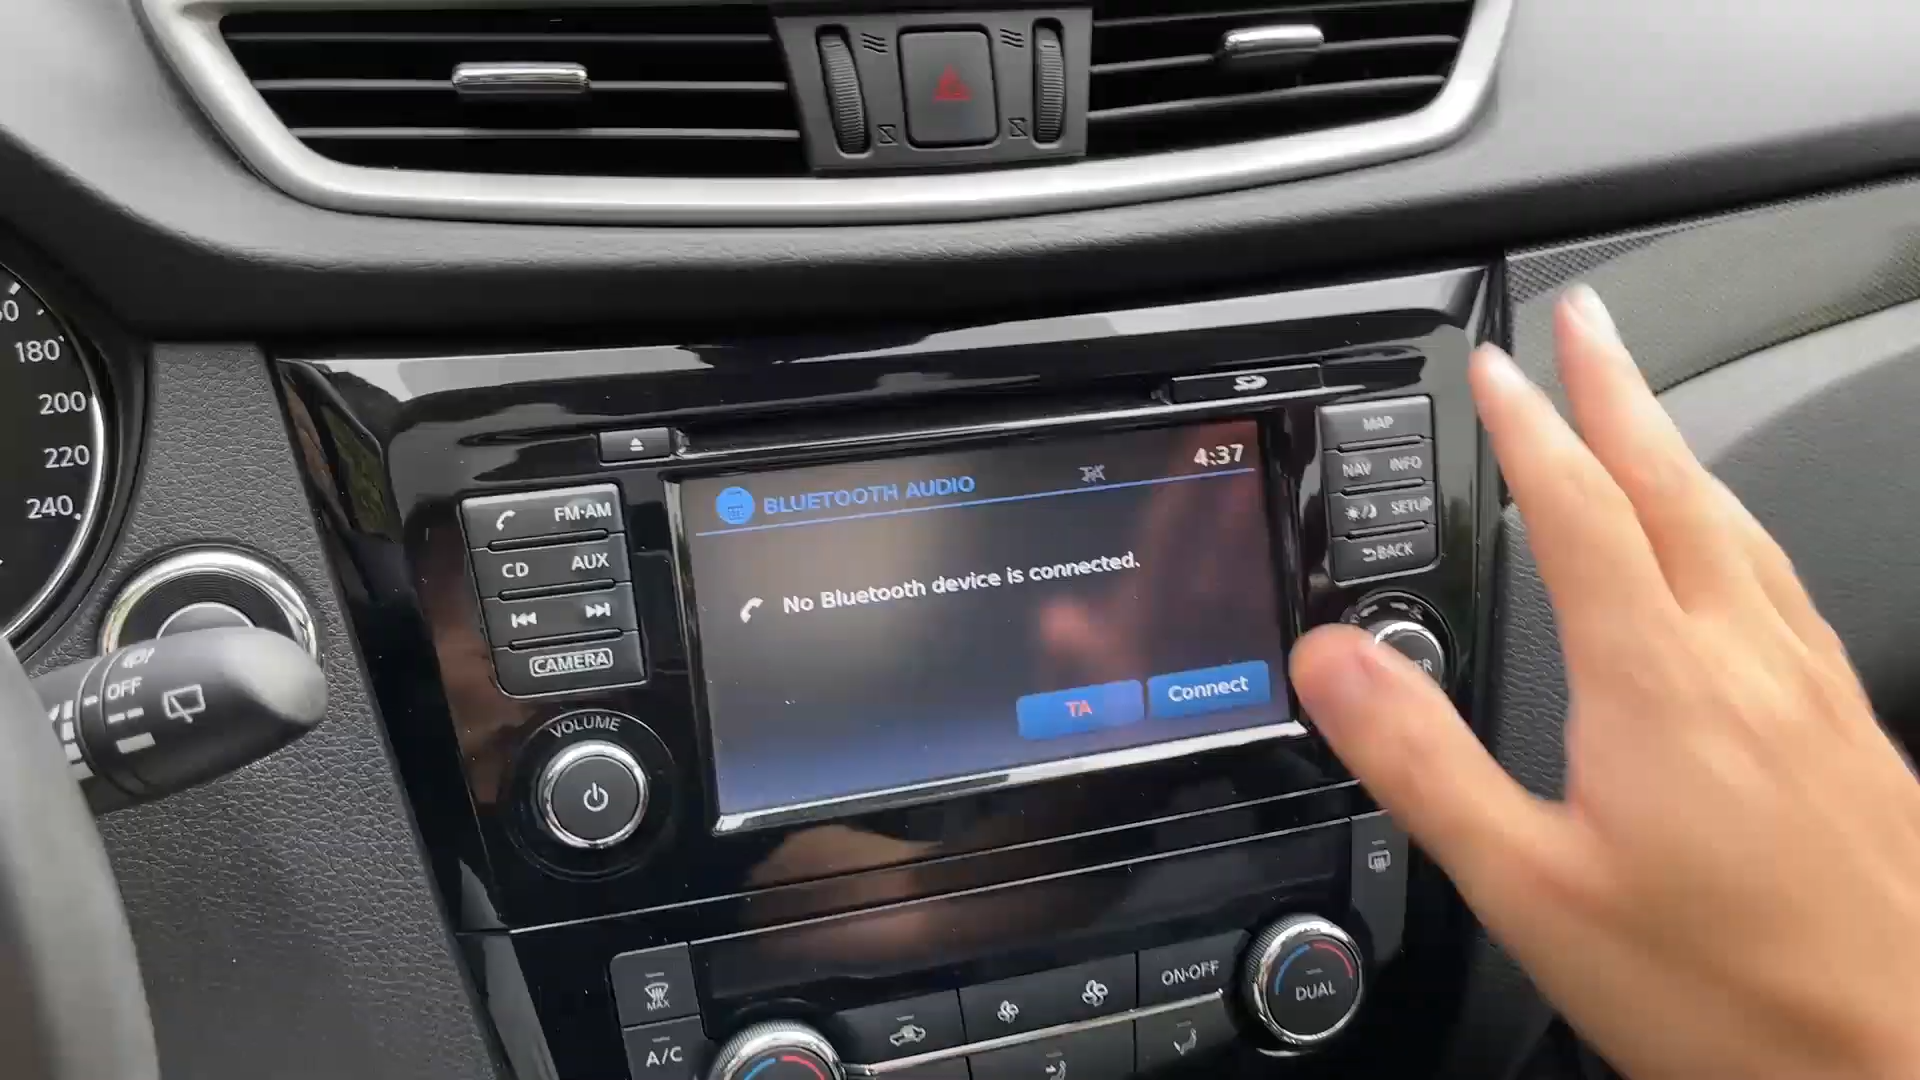 180
200
220
240
OFF
FM·AM
CD
AUX
CAMERA
VOLUME
BLUETOOTH AUDIO
TA
4:37
No Bluetooth device is connected.
TA
Connect
MAP
NAV
INFO
SETUP
BACK
MAX
A/C
ON·OFF
DUAL